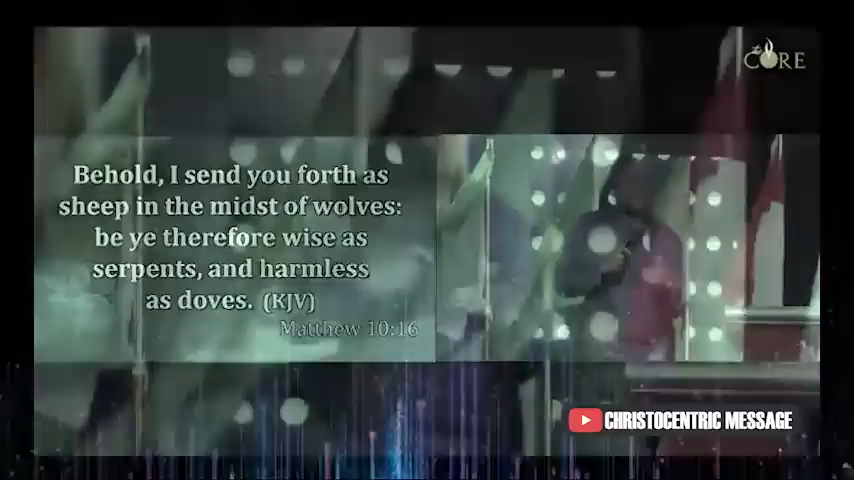 The CORE
Behold, I send you forth as
sheep in the midst of wolves:
be ye therefore wise as
serpents, and harmless
as doves. (KJV)
Matthew 10:16
CHRISTOCENTRIC MESSAGE